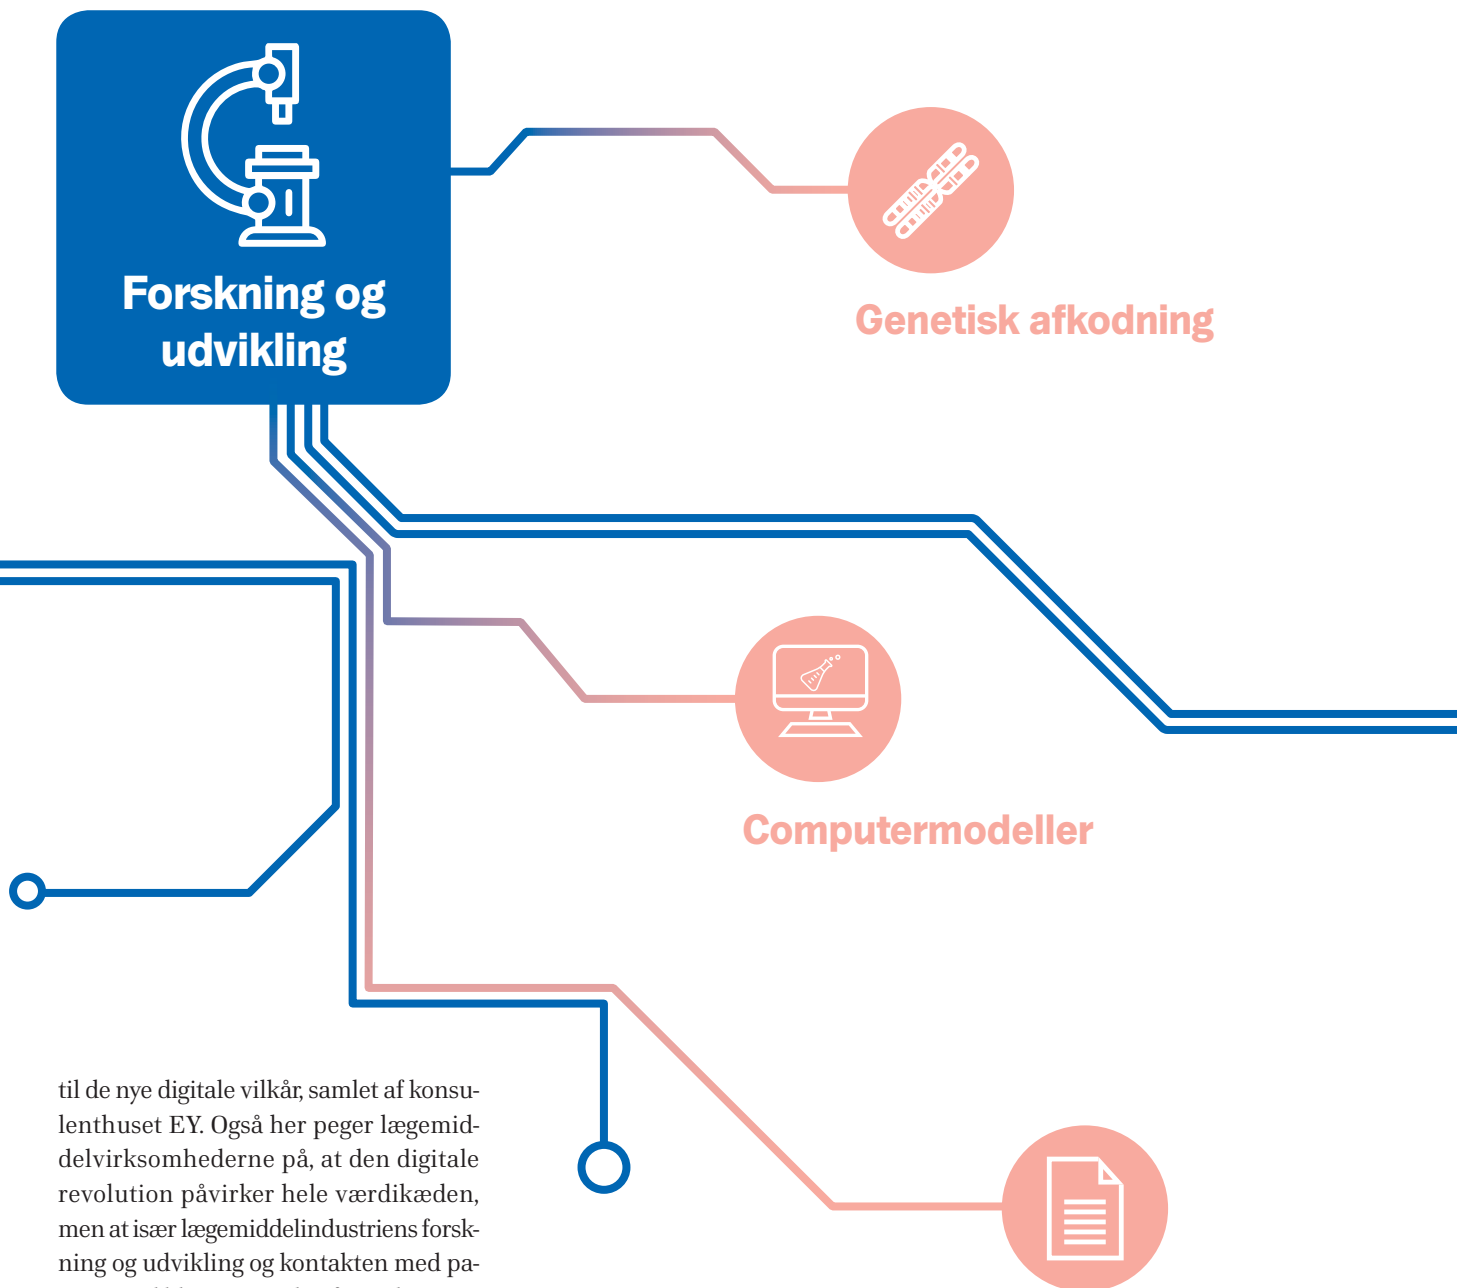 Forskning og
udvikling
Genetisk afkodning
Computermodeller
til de nye digitale vilkår, samlet af konsu-
lenthuset EY. Også her peger lægemid-
delvirksomhederne på, at den digitale
revolution påvirker hele værdikæden,
men at især lægemiddelindustriens forsk-
ning og udvikling og kontakten med pa-